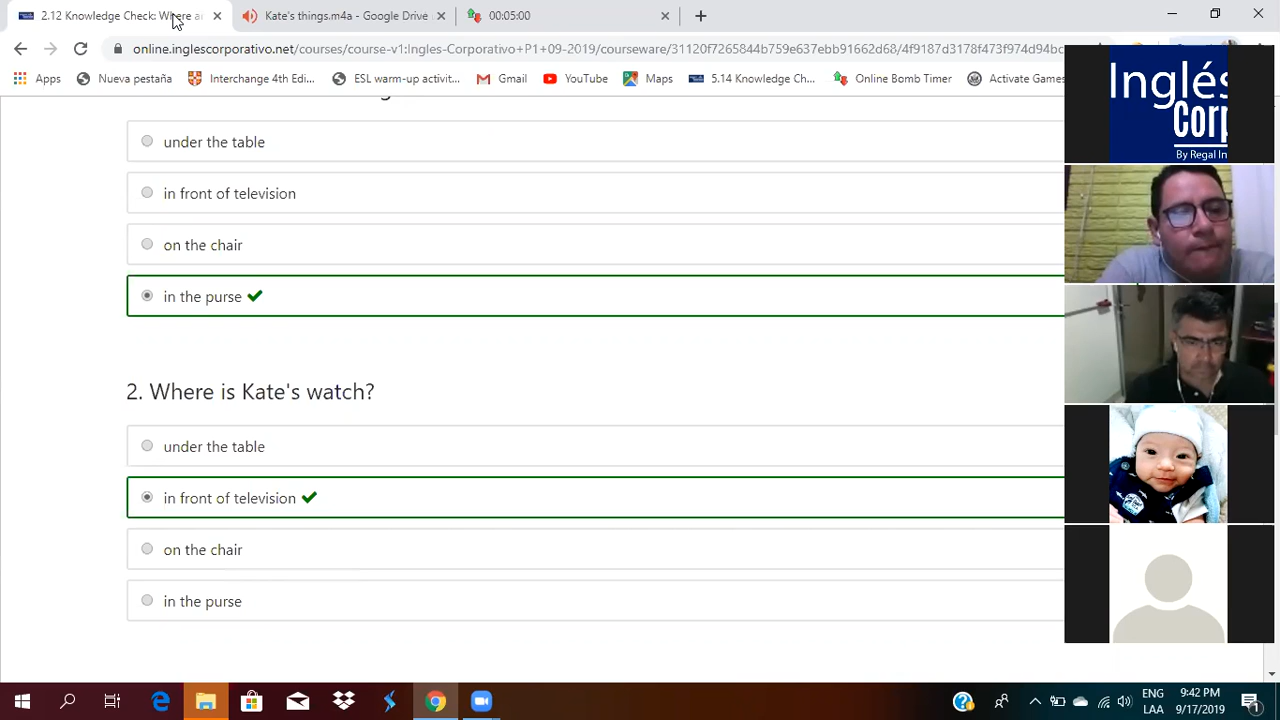 2.12 Knowledge Check: Where a
Kate's things.m4a - Google Drive
00:05:00
online.inglescorporativo.net/courses/course-v1:Ingles-Corporativo+P1+09-2019/courseware/31120f7265844b759e637ebb91662d68/4f9187d3178f473f974d94bc
Apps
Nueva pestaña
Interchange 4th Edi...
ESL warm-up activit...
Gmail
YouTube
Maps
5.14 Knowledge Ch...
Online Bomb Timer
Activate Games
Inglés
Corp
By Regal In
under the table
in front of television
on the chair
in the purse
2. Where is Kate's watch?
under the table
in front of television
on the chair
in the purse
ENG
LAA
9:42 PM
9/17/2019
1